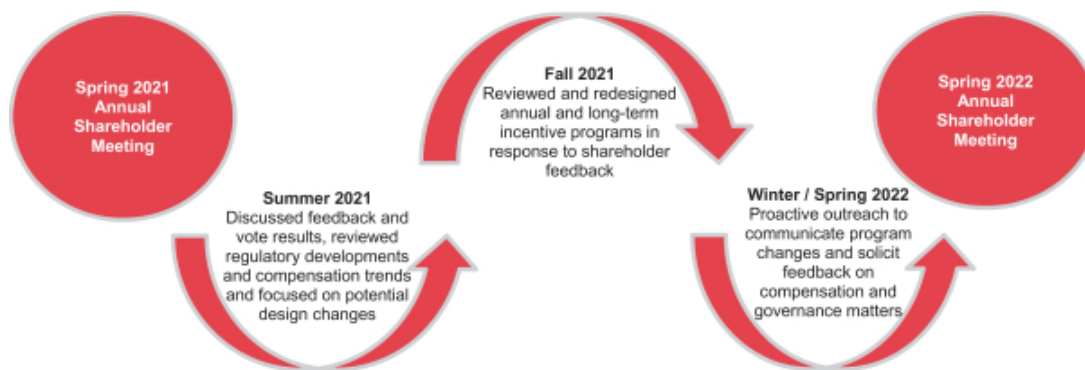 Spring 2021
Annual
Shareholder
Meeting
Summer 2021
Discussed feedback and
vote results, reviewed
regulatory developments
and compensation trends
and focused on potential
design changes
Fall 2021
Reviewed and redesigned
annual and long-term
incentive programs in
response to shareholder
feedback
Winter / Spring 2022
Proactive outreach to
communicate program
changes and solicit
feedback on
compensation and
governance matters
Spring 2022
Annual
Shareholder
Meeting